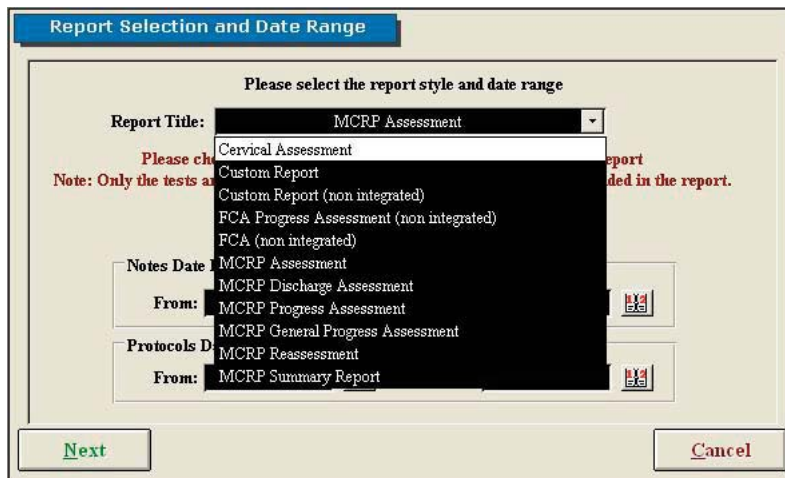 Report Selection and Date Range
Please select the report style and date range
Report Title: MCRP Assessment
Cervical Assessment
Please eport
Custom Report
Note: Only the tests in the report.
Custom Report (non integrated)
FCA Progress Assessment (non integrated)
FCA (non integrated)
Notes Date MCRP Assessment
MCRP Discharge Assessment
From: MCRP Progress Assessment
MCRP General Progress Assessment
Protocols MCRP Reassessment
From: MCRP Summary Report
Next Cancel